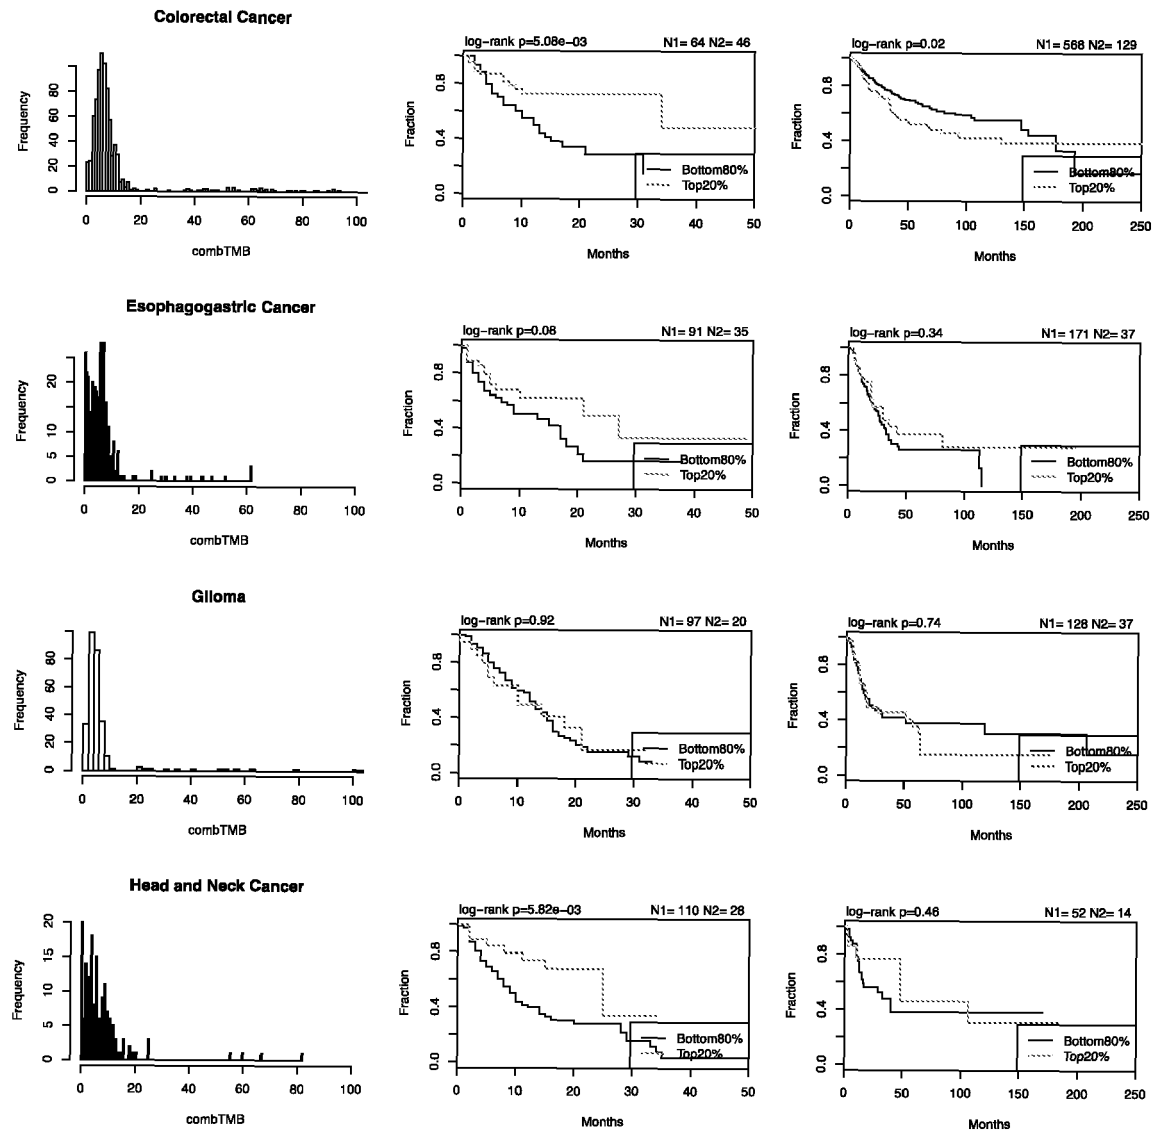 Colorectal Cancer
Frequency
0 20 40 60 80
0 20 40 60 80 100
combTMB
log-rank p=5.08e-03 N1= 64 N2= 46
Fraction
0.0 0.4 0.8
Bottom80%
Top20%
0 10 20 30 40 50
Months
log-rank p=0.02 N1= 568 N2= 129
Fraction
0.0 0.4 0.8
Bottom80%
Top20%
0 50 100 150 200 250
Months
Esophagogastric Cancer
Frequency
0 5 10 20
0 20 40 60 80 100
combTMB
log-rank p=0.08 N1= 91 N2= 35
Fraction
0.0 0.4 0.8
Bottom80%
Top20%
0 10 20 30 40 50
Months
log-rank p=0.34 N1= 171 N2= 37
Fraction
0.0 0.4 0.8
Bottom80%
Top20%
0 50 100 150 200 250
Months
Glioma
Frequency
0 20 40 60 80
0 20 40 60 80 100
combTMB
log-rank p=0.92 N1= 97 N2= 20
Fraction
0.0 0.4 0.8
Bottom80%
Top20%
0 10 20 30 40 50
Months
log-rank p=0.74 N1= 128 N2= 37
Fraction
0.0 0.4 0.8
Bottom80%
Top20%
0 50 100 150 200 250
Months
Head and Neck Cancer
Frequency
0 5 10 15 20
0 20 40 60 80 100
combTMB
log-rank p=5.82e-03 N1= 110 N2= 28
Fraction
0.0 0.4 0.8
Bottom80%
Top20%
0 10 20 30 40 50
Months
log-rank p=0.46 N1= 52 N2= 14
Fraction
0.0 0.4 0.8
Bottom80%
Top20%
0 50 100 150 200 250
Months